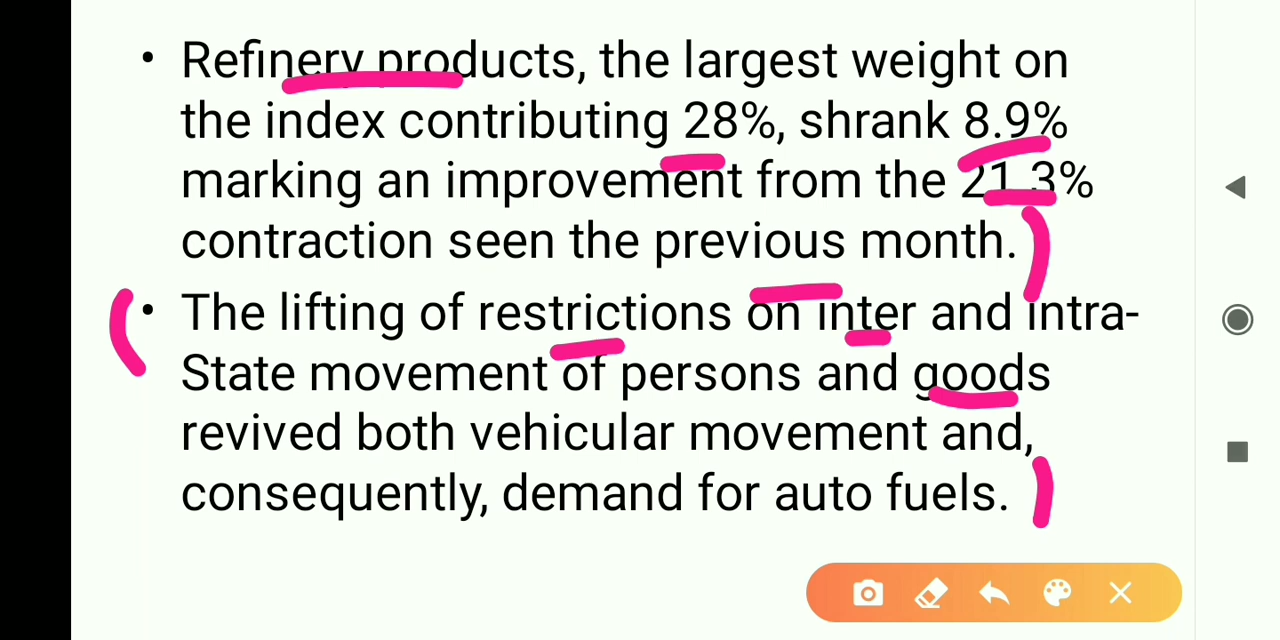 • Refinery products, the largest weight on
the index contributing 28%, shrank 8.9%
marking an improvement from the 21.3%
contraction seen the previous month.
• The lifting of restrictions on inter and intra-
State movement of persons and goods
revived both vehicular movement and,
consequently, demand for auto fuels.